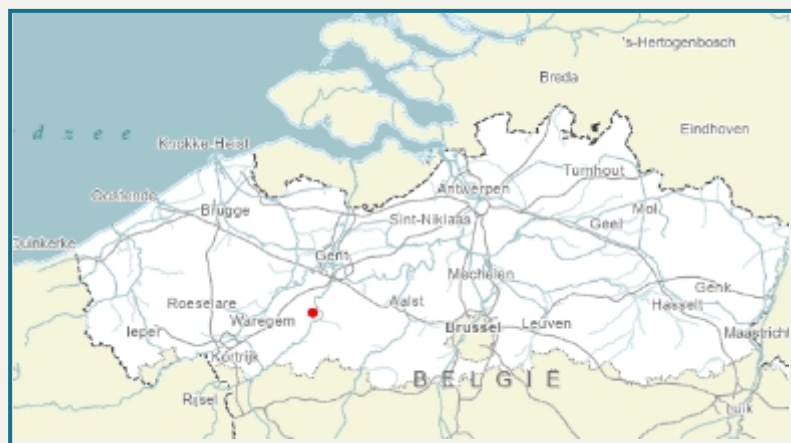 's-Hertogenbosch
Breda
dzee
Eindhoven
Knokke-Heist
Turnhout
Antwerpen
Oostende
Mol
Brugge
Sint-Niklaas
Geel
Duinkerke
Gent
Mechelen
Genk
Roeselare
Aalst
Hasselt
Waregem
Ieper
Brussel
Leuven
Maastricht
Kortrijk
BELGIË
Rijsel
Luik